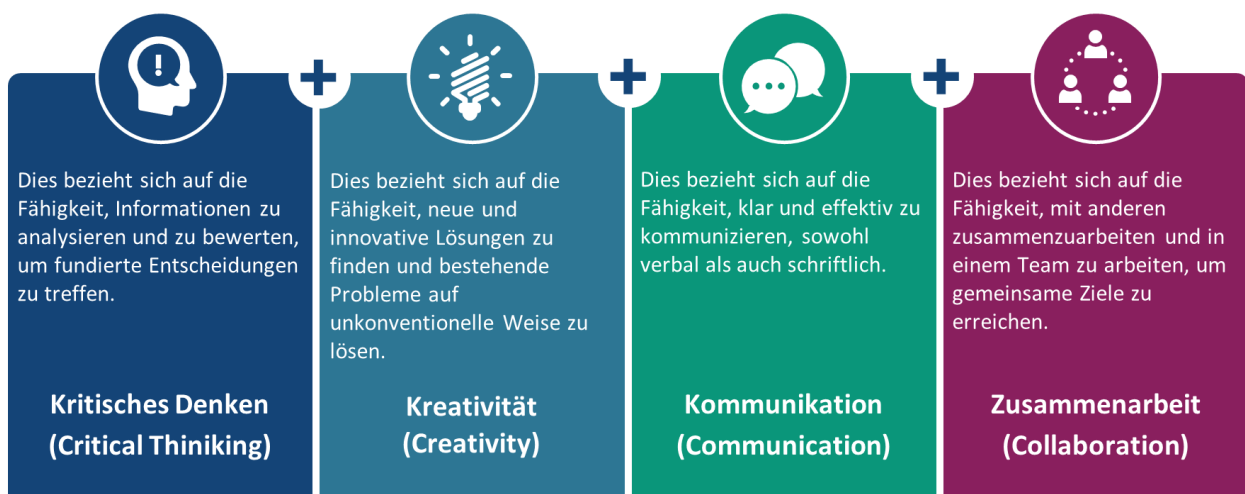 Dies bezieht sich auf die
Fähigkeit, Informationen zu
analysieren und zu bewerten,
um fundierte Entscheidungen
zu treffen.
Kritisches Denken
(Critical Thiniking)
Dies bezieht sich auf die
Fähigkeit, neue und
innovative Lösungen zu
finden und bestehende
Probleme auf
unkonventionelle Weise zu
lösen.
Kreativität
(Creativity)
Dies bezieht sich auf die
Fähigkeit, klar und effektiv zu
kommunizieren, sowohl
verbal als auch schriftlich.
Kommunikation
(Communication)
Dies bezieht sich auf die
Fähigkeit, mit anderen
zusammenzuarbeiten und in
einem Team zu arbeiten, um
gemeinsame Ziele zu
erreichen.
Zusammenarbeit
(Collaboration)